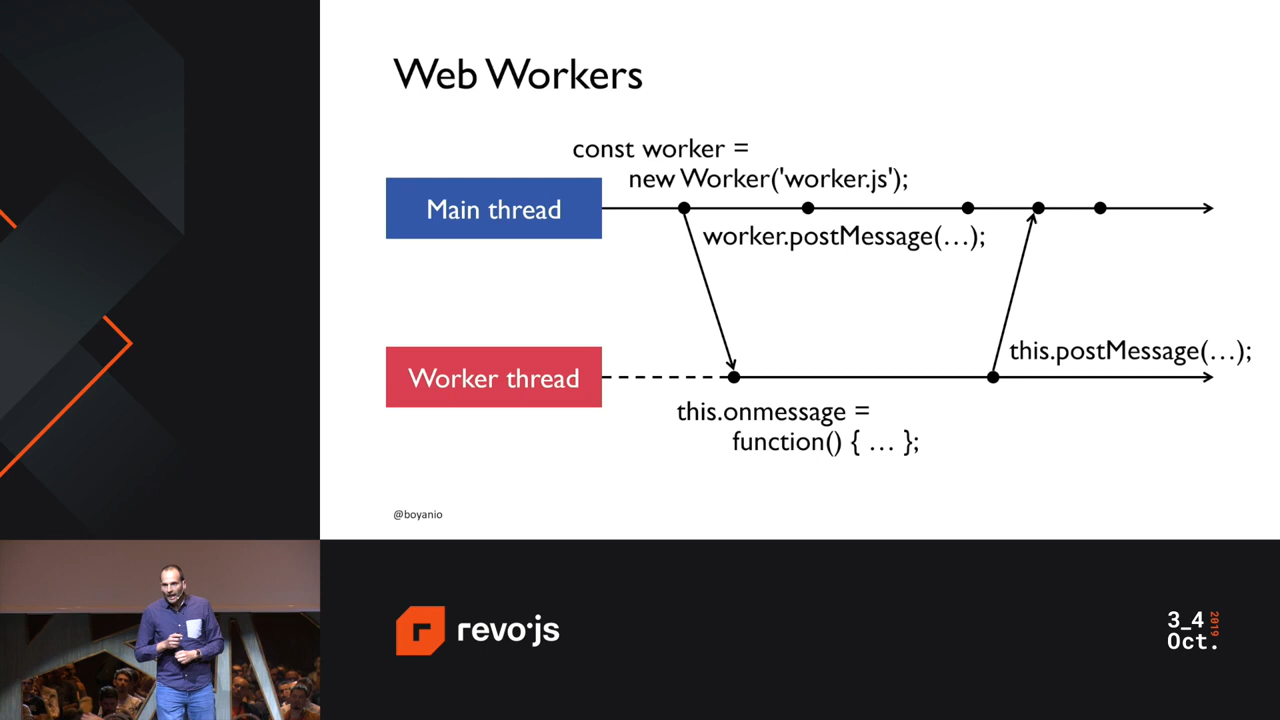 Web Workers
const worker =
new Worker('worker.js');
Main thread
worker.postMessage(…);
this.postMessage(…);
Worker thread
this.onmessage =
function() { … };
@boyanio
r revo·js
3_4 2019
Oct.